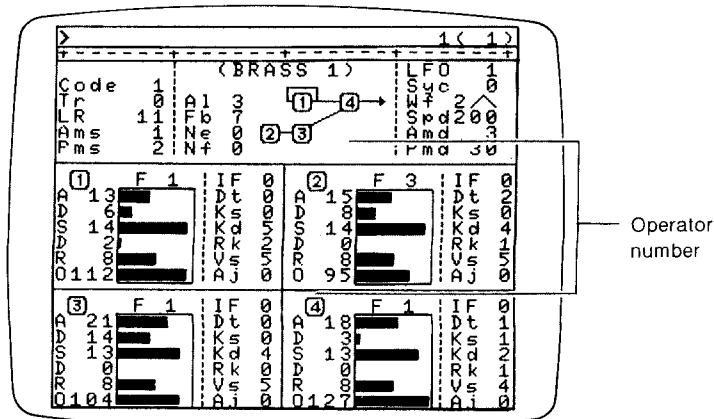 > 1( 1)
(BRASS 1)
Code 1
Tr 0
LR 11
Ams 1
Pms 2
Al 3
Fb 7
Ne 0
Nf 0
1 4
2 3
LFO 1
Syc 0
Wf 2
Spd200
Amd 3
Pmd 30
1 F 1
A 13
D 6
S 14
D 2
R 8
O112
IF 0
Dt 0
Ks 0
Kd 5
Rk 2
Vs 5
Aj 0
2 F 3
A 15
D 8
S 14
D 0
R 8
O 95
IF 0
Dt 2
Ks 0
Kd 4
Rk 1
Vs 5
Aj 0
Operator
number
3 F 1
A 21
D 14
S 13
D 0
R 8
O104
IF 0
Dt 0
Ks 0
Kd 4
Rk 0
Vs 5
Aj 0
4 F 1
A 18
D 3
S 13
D 0
R 8
O127
IF 0
Dt 1
Ks 1
Kd 2
Rk 1
Vs 4
Aj 0